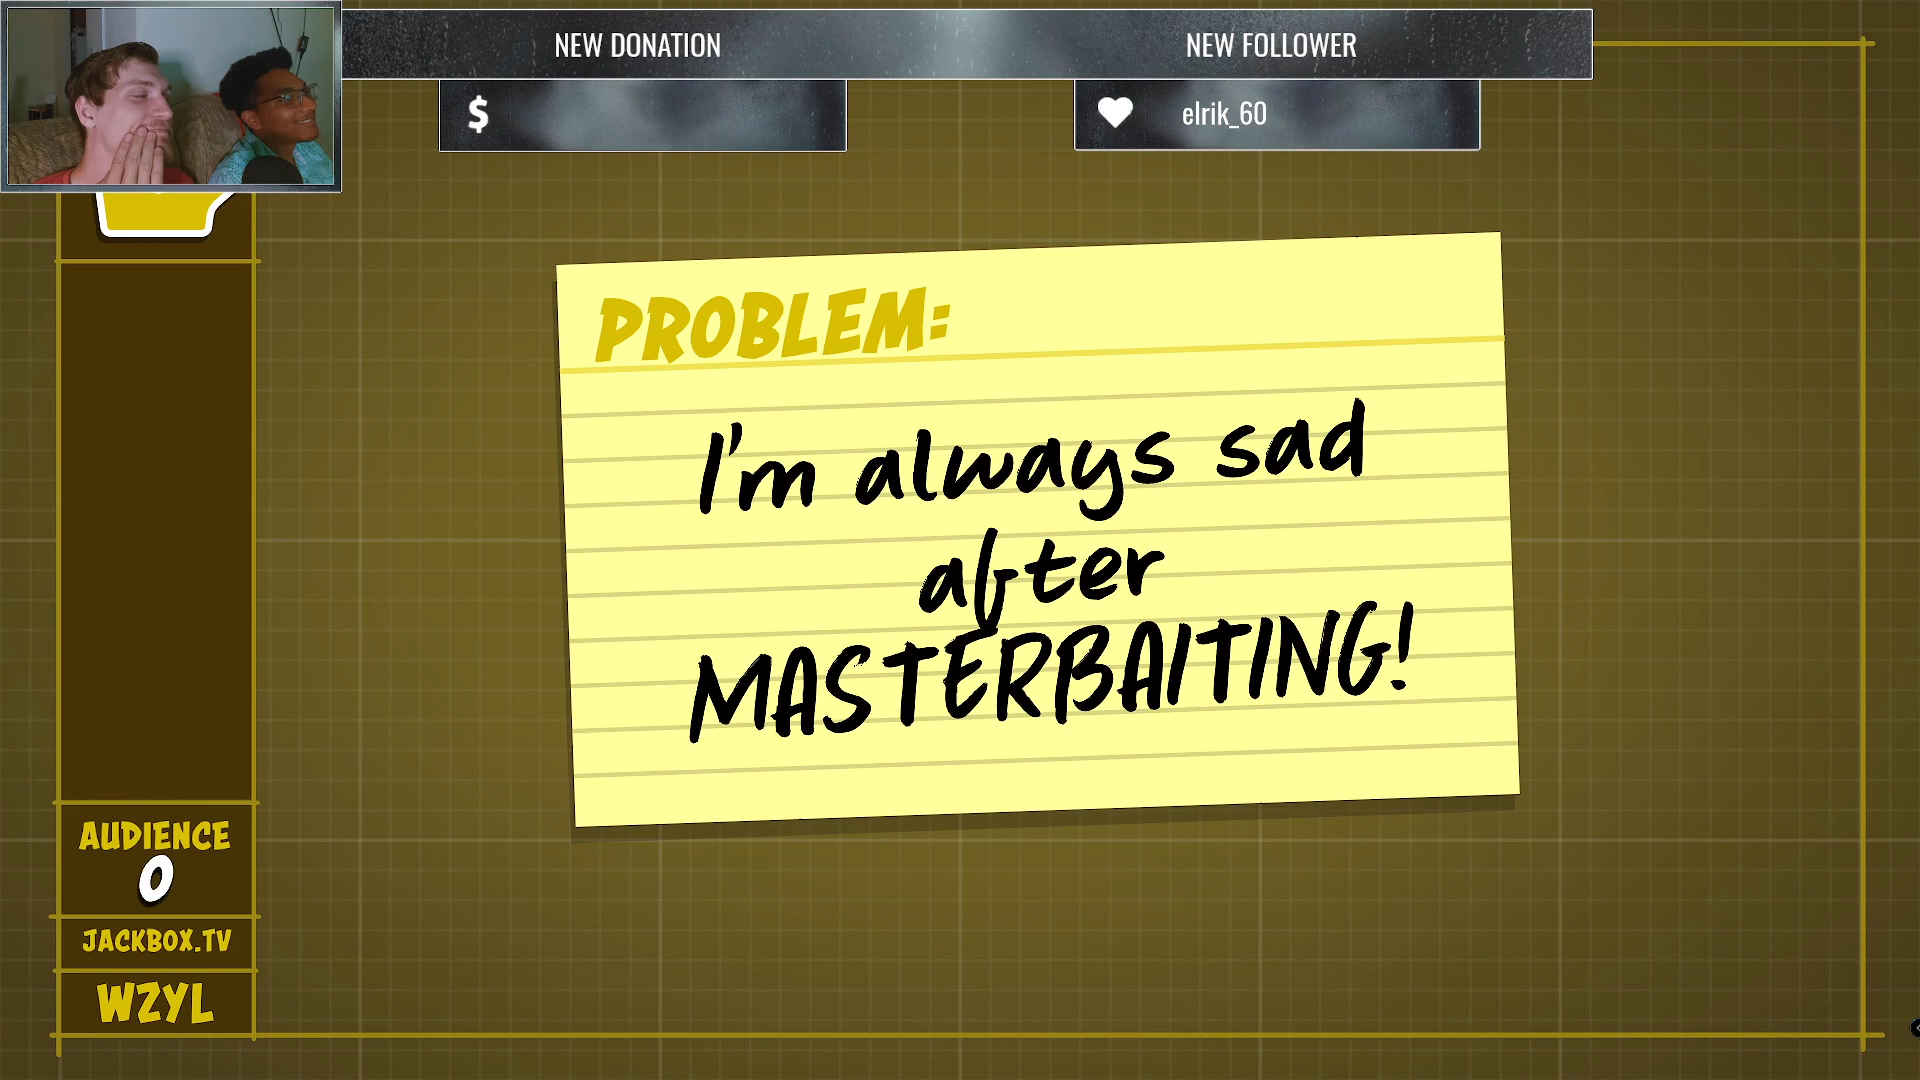 NEW DONATION
NEW FOLLOWER
$
elrik_60
PROBLEM:
I'm always sad
after
MASTERBAITING!
AUDIENCE
0
JACKBOX.TV
WZYL